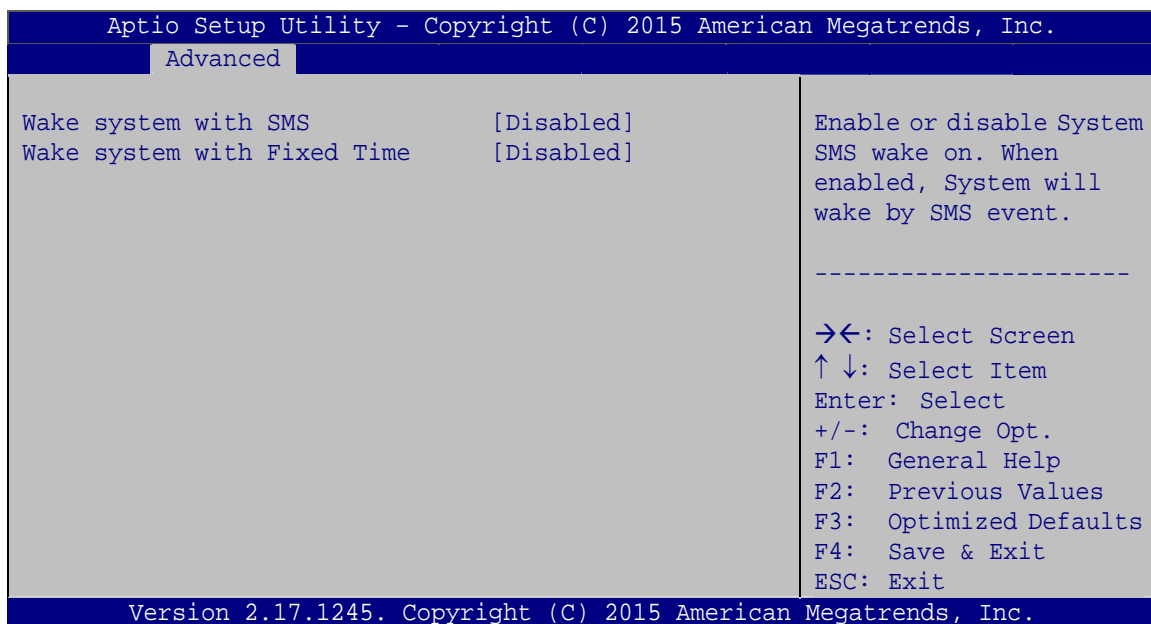 Aptio Setup Utility – Copyright (C) 2015 American Megatrends, Inc.
Advanced
Wake system with SMS [Disabled]
Wake system with Fixed Time [Disabled]
Enable or disable System
SMS wake on. When
enabled, System will
wake by SMS event.
----------------------
→←: Select Screen
↑ ↓: Select Item
Enter: Select
+/-: Change Opt.
F1: General Help
F2: Previous Values
F3: Optimized Defaults
F4: Save & Exit
ESC: Exit
Version 2.17.1245. Copyright (C) 2015 American Megatrends, Inc.